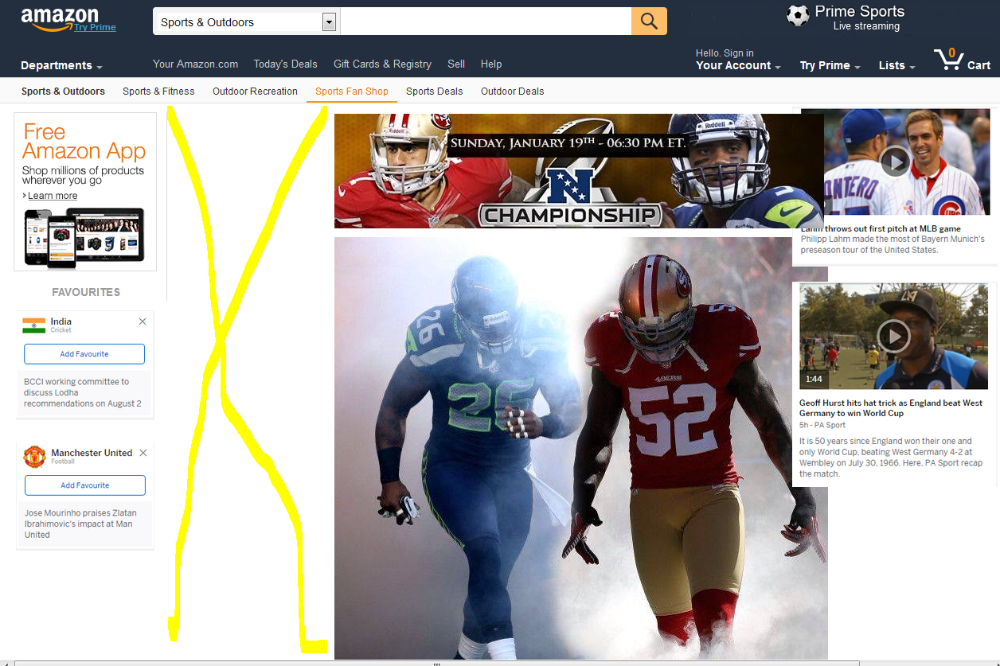 amazon
Try Prime
Sports & Outdoors
Prime Sports
Live streaming
Departments
Your Amazon.com Today's Deals Gift Cards & Registry Sell Help
Hello. Sign in
Your Account
Try Prime
Lists
0
Cart
Sports & Outdoors Sports & Fitness Outdoor Recreation Sports Fan Shop Sports Deals Outdoor Deals
Free
Amazon App
Shop millions of products
wherever you go
Learn more
FAVOURITES
India
Cricket
Add Favourite
BCCI working committee to
discuss Lodha
recommendations on August 2
Manchester United
Football
Add Favourite
Jose Mourinho praises Zlatan
Ibrahimovic's impact at Man
United
Riddell
SUNDAY, JANUARY 19TH - 06:30 PM ET.
Riddell
N
CHAMPIONSHIP
26
26
52
49ERS
52
ONTERO
Lahm throws out first pitch at MLB game
Philipp Lahm made the most of Bayern Munich's
preseason tour of the United States.
1:44
Geoff Hurst hits hat trick as England beat West
Germany to win World Cup
5h - PA Sport
It is 50 years since England won their one and
only World Cup, beating West Germany 4-2 at
Wembley on July 30, 1966. Here, PA Sport recap
the match.